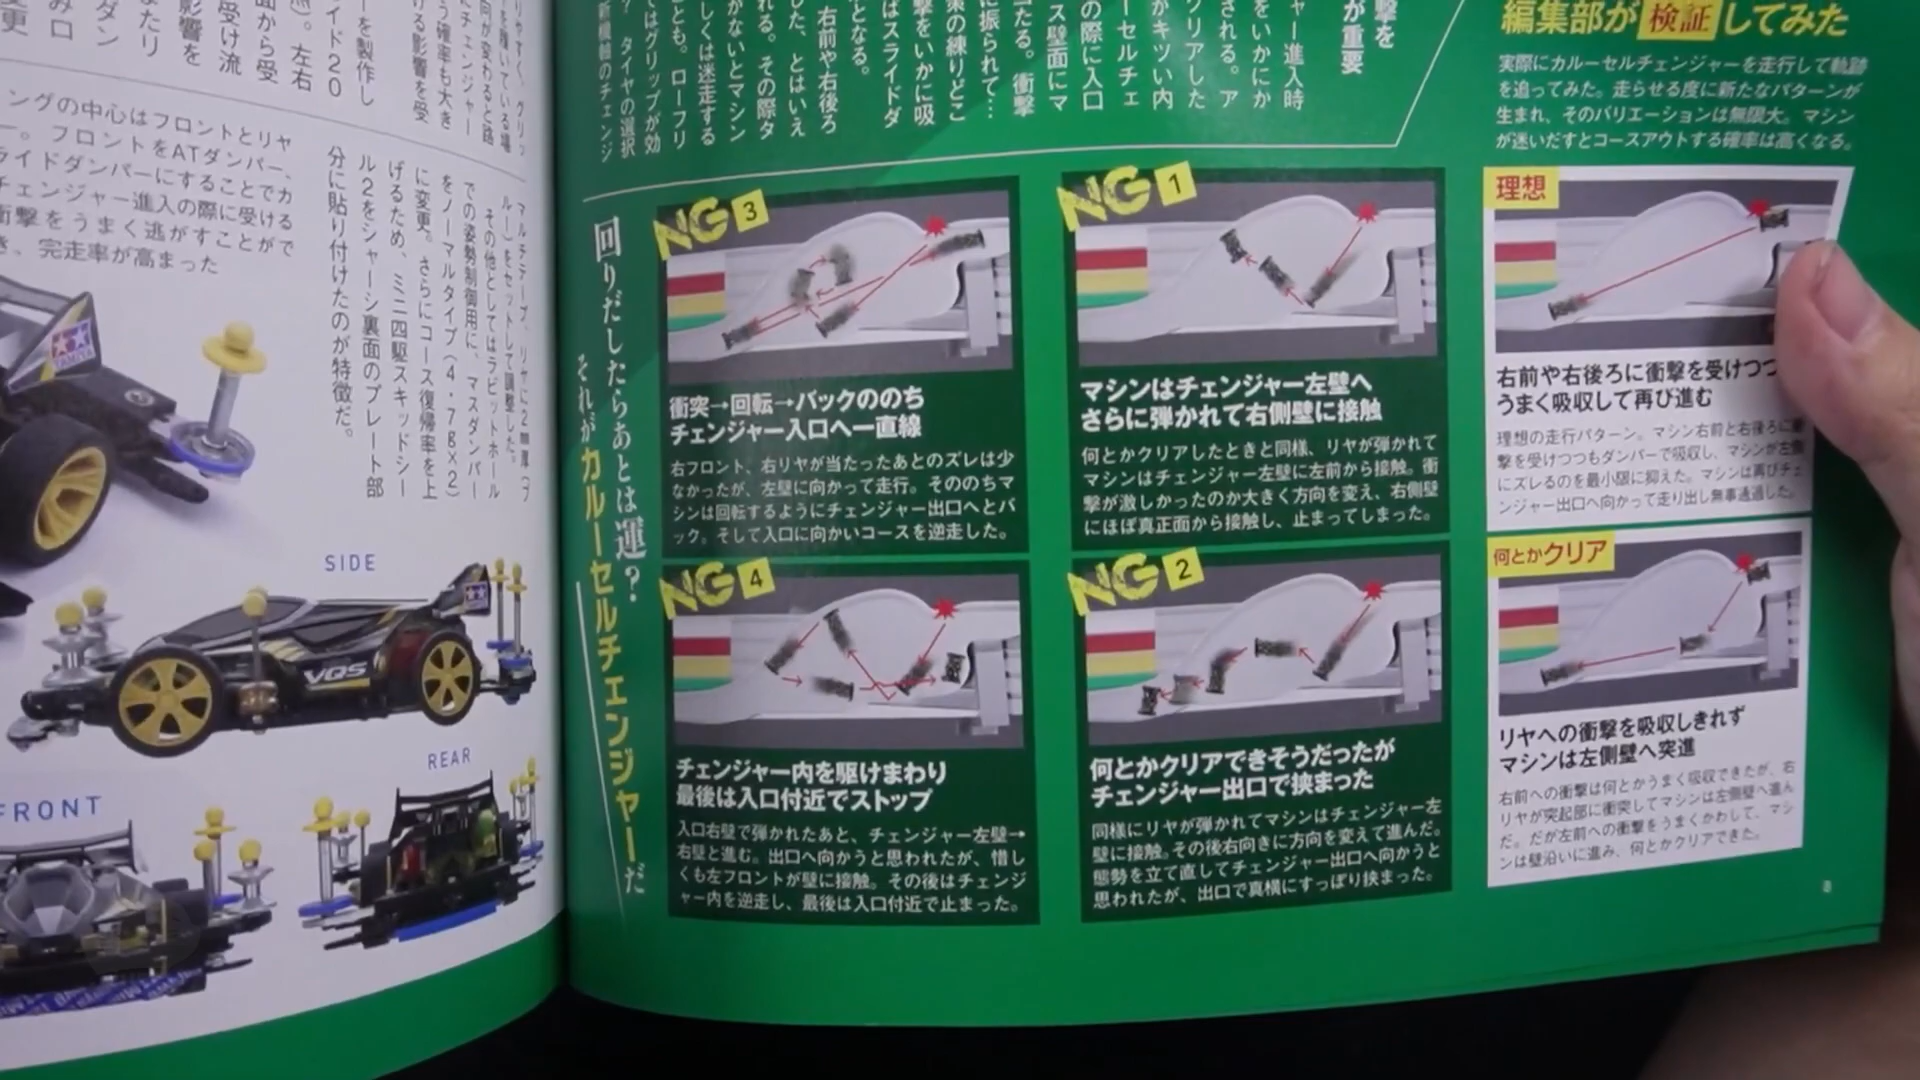 編集部が検証してみた
実際にカルーセルチェンジャーを走行して軌跡
を追ってみた。走らせる度に新たなパターンが
生まれ、そのバリエーションは無限大。マシン
が迷いだすとコースアウトする確率は高くなる。
理想
右前や右後ろに衝撃を受けつつ
うまく吸収して再び進む
理想の走行パターン。マシン右前と右後ろに衝
撃を受けつつもダンパーで吸収し、マシンが左側
にズレるのを最小限に抑えた。マシンは再びチェ
ンジャー出口へ向かって走り出し無事通過した。
何とかクリア
リヤへの衝撃を吸収しきれず
マシンは左側壁へ突進
右前への衝撃は何とかうまく吸収できたが、右
リヤが突起部に衝突してマシンは左側壁へ進ん
だ。だが左前への衝撃をうまくかわして、マシ
ンは壁沿いに進み、何とかクリアできた。
NG 1
マシンはチェンジャー左壁へ
さらに弾かれて右側壁に接触
何とかクリアしたときと同様、リヤが弾かれて
マシンはチェンジャー左壁に左前から接触。衝
撃が激しかったのか大きく方向を変え、右側壁
にほぼ真正面から接触し、止まってしまった。
NG 2
何とかクリアできそうだったが
チェンジャー出口で挟まった
同様にリヤが弾かれてマシンはチェンジャー左
壁に接触。その後右向きに方向を変えて進んだ。
態勢を立て直してチェンジャー出口へ向かうと
思われたが、出口で真横にすっぽり挟まった。
NG 3
衝突→回転→バックののち
チェンジャー入口へ一直線
右フロント、右リヤが当たったあとのズレは少
なかったが、左壁に向かって走行。そののちマ
シンは回転するようにチェンジャー出口へとバ
ック。そして入口に向かいコースを逆走した。
NG 4
チェンジャー内を駆けまわり
最後は入口付近でストップ
入口右壁で弾かれたあと、チェンジャー左壁→
右壁と進む。出口へ向かうと思われたが、惜し
くも左フロントが壁に接触。その後はチェンジ
ャー内を逆走し、最後は入口付近で止まった。
回りだしたらあとは運?
それがカルーセルチェンジャーだ
ングの中心はフロントとリヤ
ー。フロントをATダンパー、
ライドダンパーにすることでカ
チェンジャー進入の際に受ける
衝撃をうまく逃がすことがで
き、完走率が高まった
その他としてはラビットホール
での姿勢制御用に、マスダンパー
をノーマルタイプ(4・7g×2)
に変更。さらにコース復帰率を上
げるため、ミニ四駆スキッドシー
ル2をシャーシ裏面のプレート部
分に貼り付けたのが特徴だ。
SIDE
VQS
REAR
FRONT
TAMIYA
8